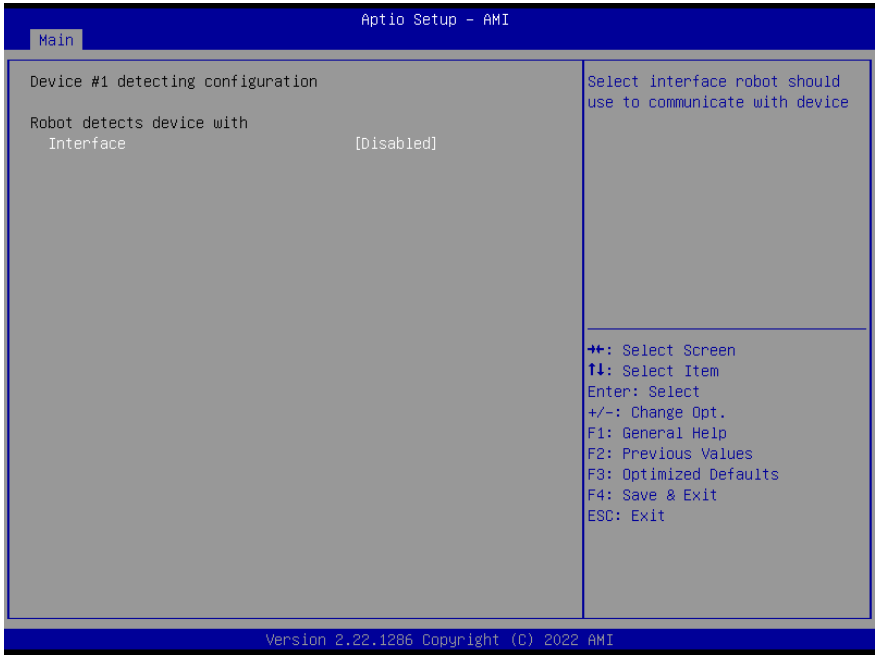 Aptio Setup – AMI
Main
Device #1 detecting configuration
Robot detects device with
Interface [Disabled]
Select interface robot should
use to communicate with device
→←: Select Screen
↑↓: Select Item
Enter: Select
+/-: Change Opt.
F1: General Help
F2: Previous Values
F3: Optimized Defaults
F4: Save & Exit
ESC: Exit
Version 2.22.1286 Copyright (C) 2022 AMI